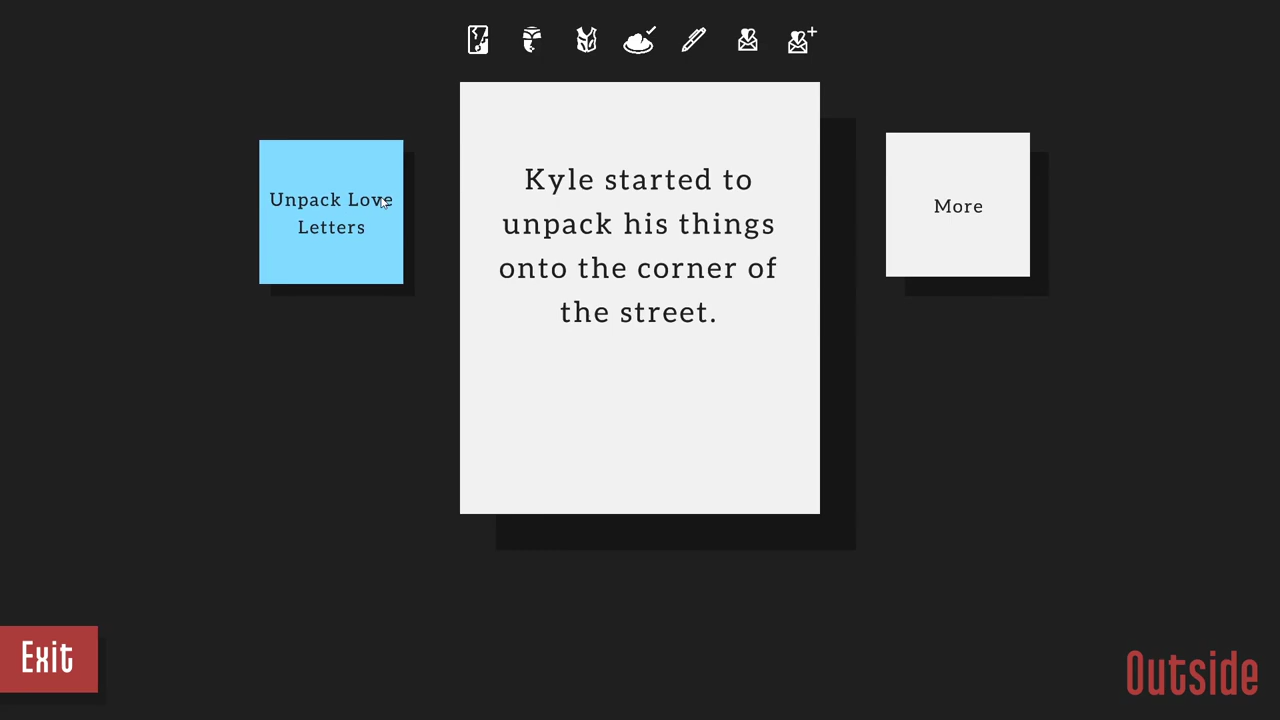 Unpack Love
Letters
Kyle started to
unpack his things
onto the corner of
the street.
More
Exit
Outside